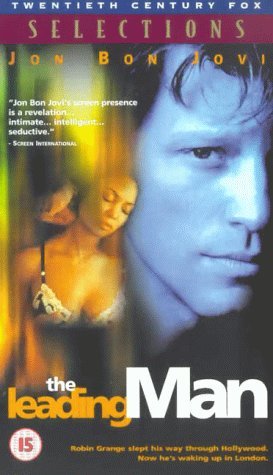 TWENTIETH CENTURY FOX
SELECTIONS
JON BON JOVI
"Jon Bon Jovi's screen presence
is a revelation...
intimate... intelligent...
seductive."
- SCREEN INTERNATIONAL
the
leading Man
15
Robin Grange slept his way through Hollywood.
Now he's waking up in London.